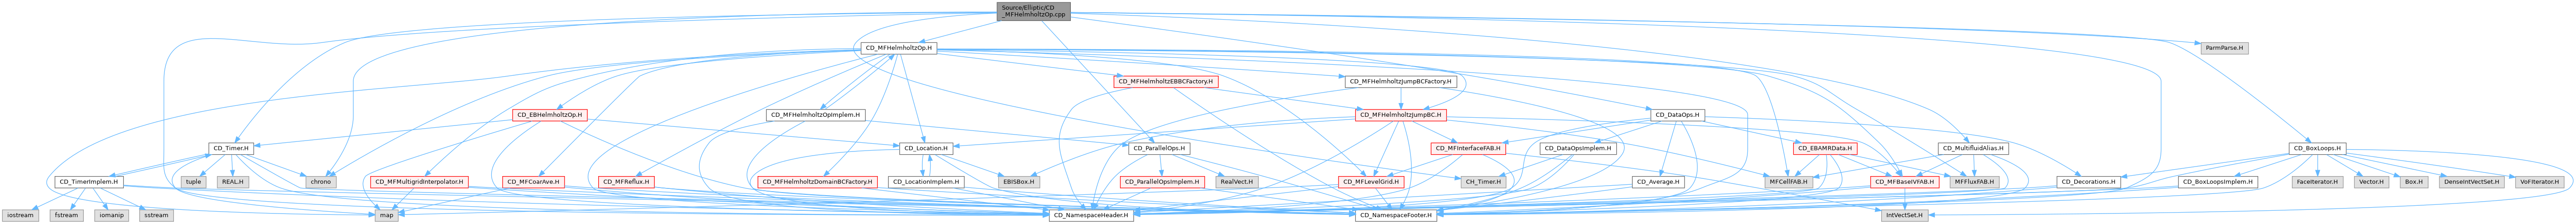 Source/Elliptic/CD
_MFHelmholtzOp.cpp
CD_MFHelmholtzOp.H
ParmParse.H
CD_MFHelmholtzEBBCFactory.H
CD_MFHelmholtzJumpBCFactory.H
CD_EBHelmholtzOp.H
CD_MFHelmholtzOpImplem.H
CD_MFHelmholtzJumpBC.H
CD_DataOps.H
CD_Timer.H
CD_Location.H
CD_ParallelOps.H
CD_MFInterfaceFAB.H
CD_DataOpsImplem.H
CD_EBAMRData.H
CD_MultifluidAlias.H
CD_BoxLoops.H
CD_TimerImplem.H
tuple
REAL.H
chrono
CD_MFMultigridInterpolator.H
CD_MFCoarAve.H
CD_MFReflux.H
CD_MFHelmholtzDomainBCFactory.H
CD_LocationImplem.H
EBISBox.H
CD_ParallelOpsImplem.H
RealVect.H
CD_MFLevelGrid.H
CH_Timer.H
CD_Average.H
MFCellFAB.H
CD_MFBaseIVFAB.H
MFFluxFAB.H
CD_Decorations.H
CD_BoxLoopsImplem.H
FaceIterator.H
Vector.H
Box.H
DenseIntVectSet.H
VoFIterator.H
iostream
fstream
iomanip
sstream
map
CD_NamespaceHeader.H
CD_NamespaceFooter.H
IntVectSet.H